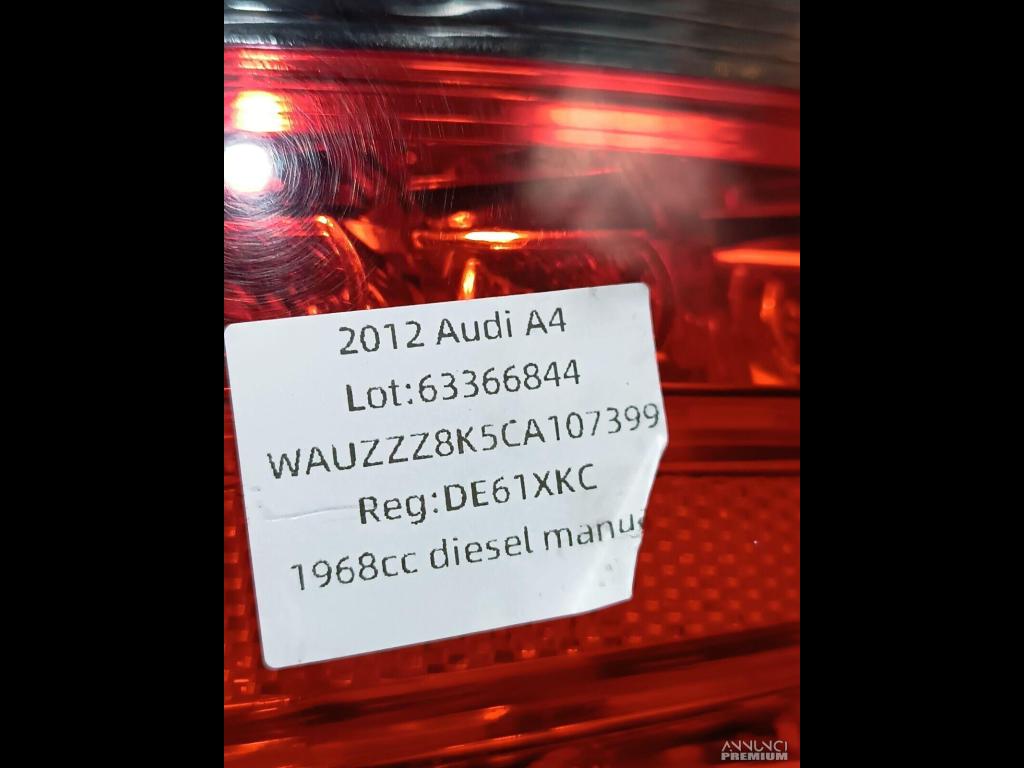 2012 Audi A4
Lot:63366844
WAUZZZ8K5CA107399
Reg:DE61XKC
1968cc diesel
ANNUNCI
PREMIUM